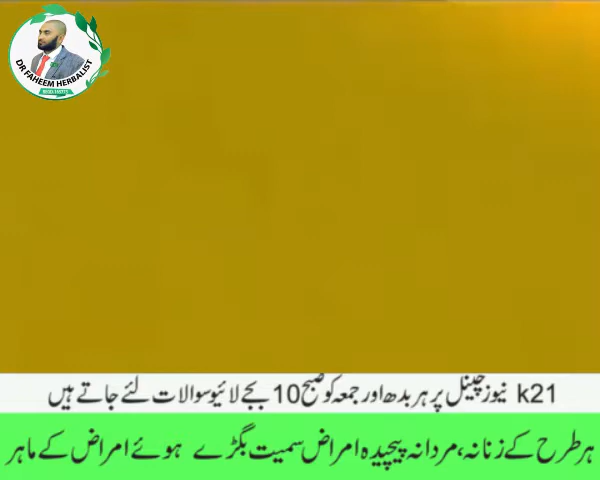 DR FAHEEM HERBALIST
k21 نیوز چینل پر ہر بدھ اور جمعہ کو صبح 10 بجے لائیو سوالات لئے جاتے ہیں
ہر طرح کے زنانہ، مردانہ پیچیدہ امراض سمیت بگڑے ہوئے امراض کے ماہر